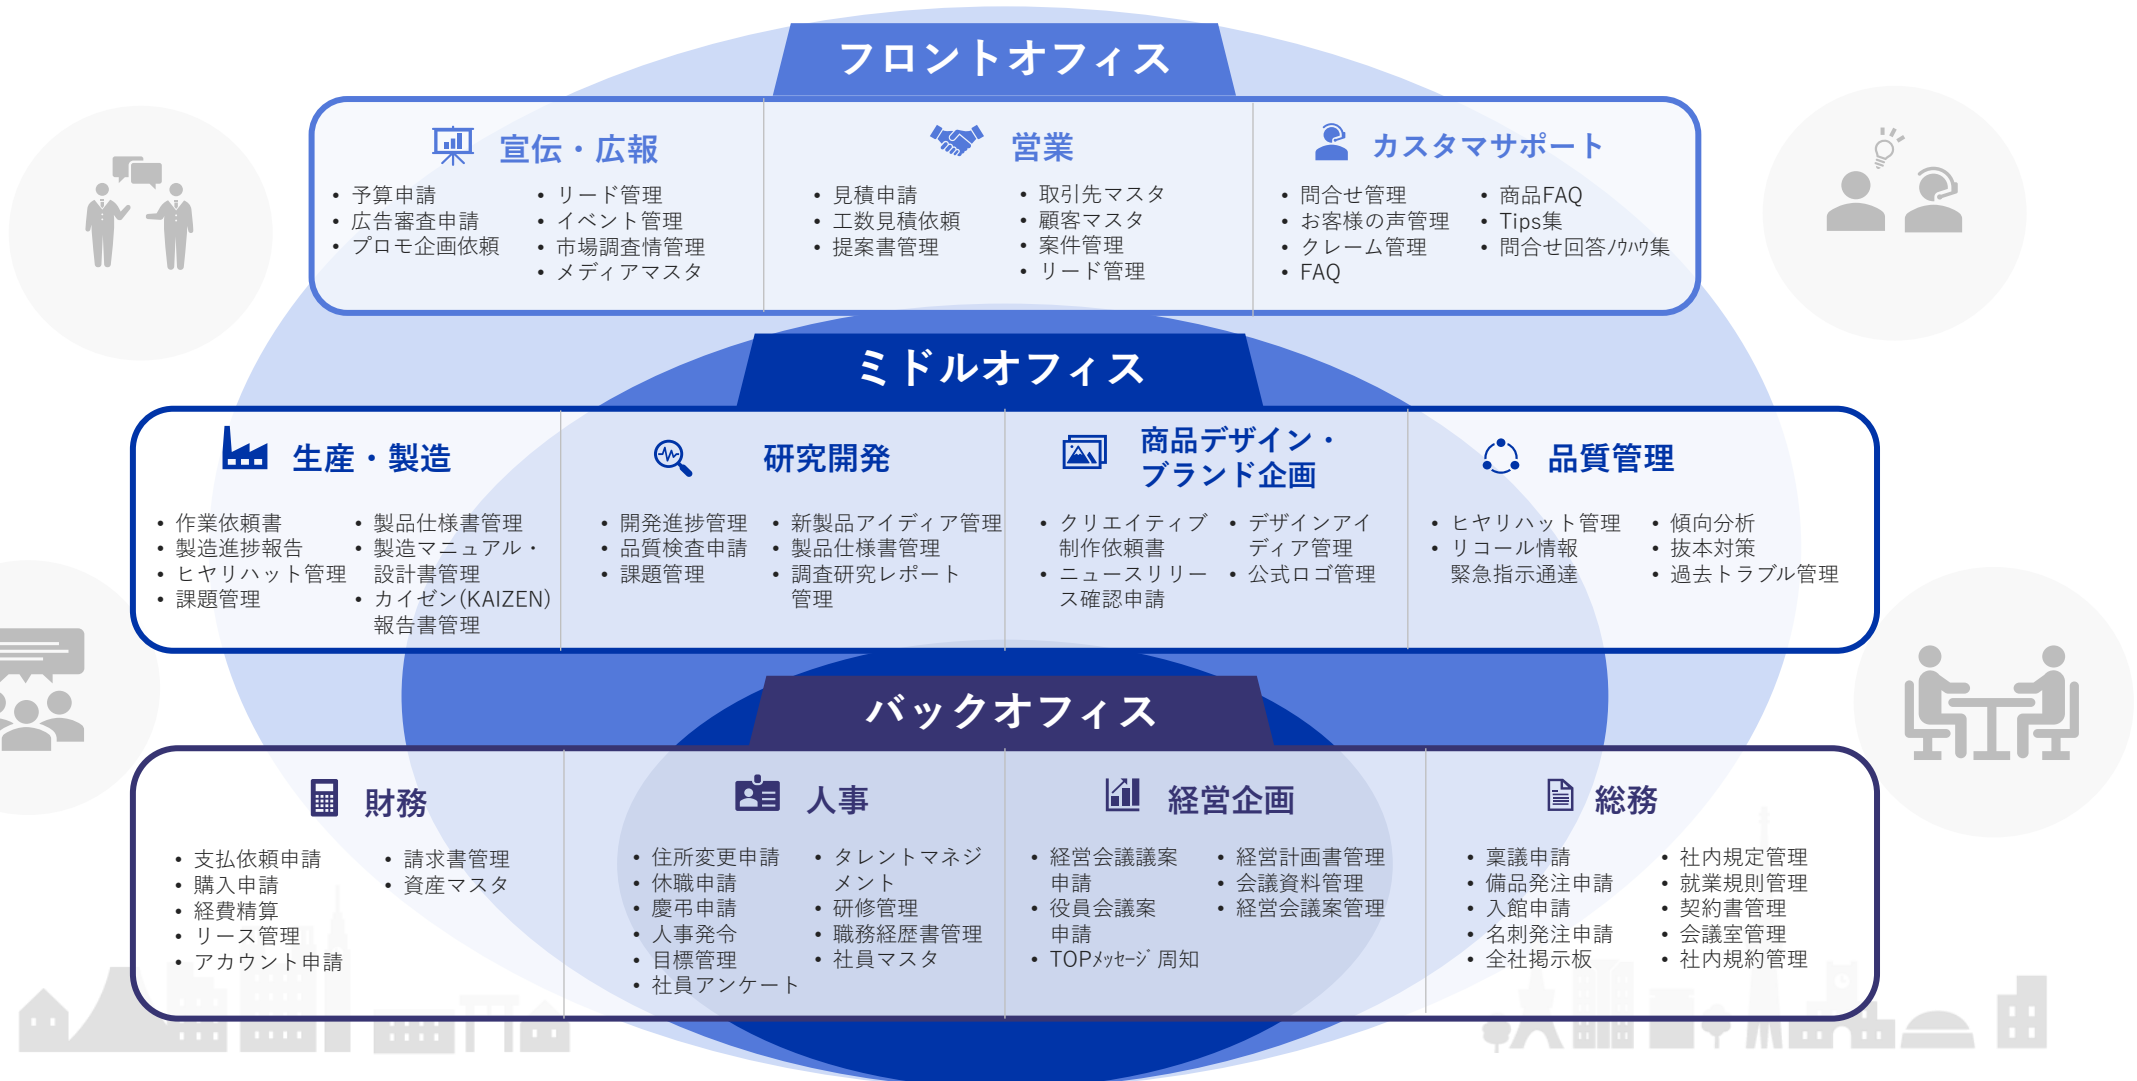 フロントオフィス
宣伝・広報
• 予算申請
• 広告審査申請
• プロモ企画依頼
• リード管理
• イベント管理
• 市場調査情管理
• メディアマスタ
営業
• 見積申請
• 工数見積依頼
• 提案書管理
• 取引先マスタ
• 顧客マスタ
• 案件管理
• リード管理
カスタマサポート
• 問合せ管理
• お客様の声管理
• クレーム管理
• FAQ
• 商品FAQ
• Tips集
• 問合せ回答ﾉｳﾊｳ集
ミドルオフィス
生産・製造
• 作業依頼書
• 製造進捗報告
• ヒヤリハット管理
• 課題管理
• 製品仕様書管理
• 製造マニュアル・
設計書管理
• カイゼン(KAIZEN)
報告書管理
研究開発
• 開発進捗管理
• 品質検査申請
• 課題管理
• 新製品アイディア管理
• 製品仕様書管理
• 調査研究レポート
管理
商品デザイン・
ブランド企画
• クリエイティブ
制作依頼書
• ニュースリリー
ス確認申請
• デザインアイ
ディア管理
• 公式ロゴ管理
品質管理
• ヒヤリハット管理
• リコール情報
緊急指示通達
• 傾向分析
• 抜本対策
• 過去トラブル管理
バックオフィス
財務
• 支払依頼申請
• 購入申請
• 経費精算
• リース管理
• アカウント申請
• 請求書管理
• 資産マスタ
人事
• 住所変更申請
• 休職申請
• 慶弔申請
• 人事発令
• 目標管理
• 社員アンケート
• タレントマネジ
メント
• 研修管理
• 職務経歴書管理
• 社員マスタ
経営企画
• 経営会議議案
申請
• 役員会議案
申請
• TOPﾒｯｾｰｼﾞ 周知
• 経営計画書管理
• 会議資料管理
• 経営会議案管理
総務
• 稟議申請
• 備品発注申請
• 入館申請
• 名刺発注申請
• 全社掲示板
• 社内規定管理
• 就業規則管理
• 契約書管理
• 会議室管理
• 社内規約管理